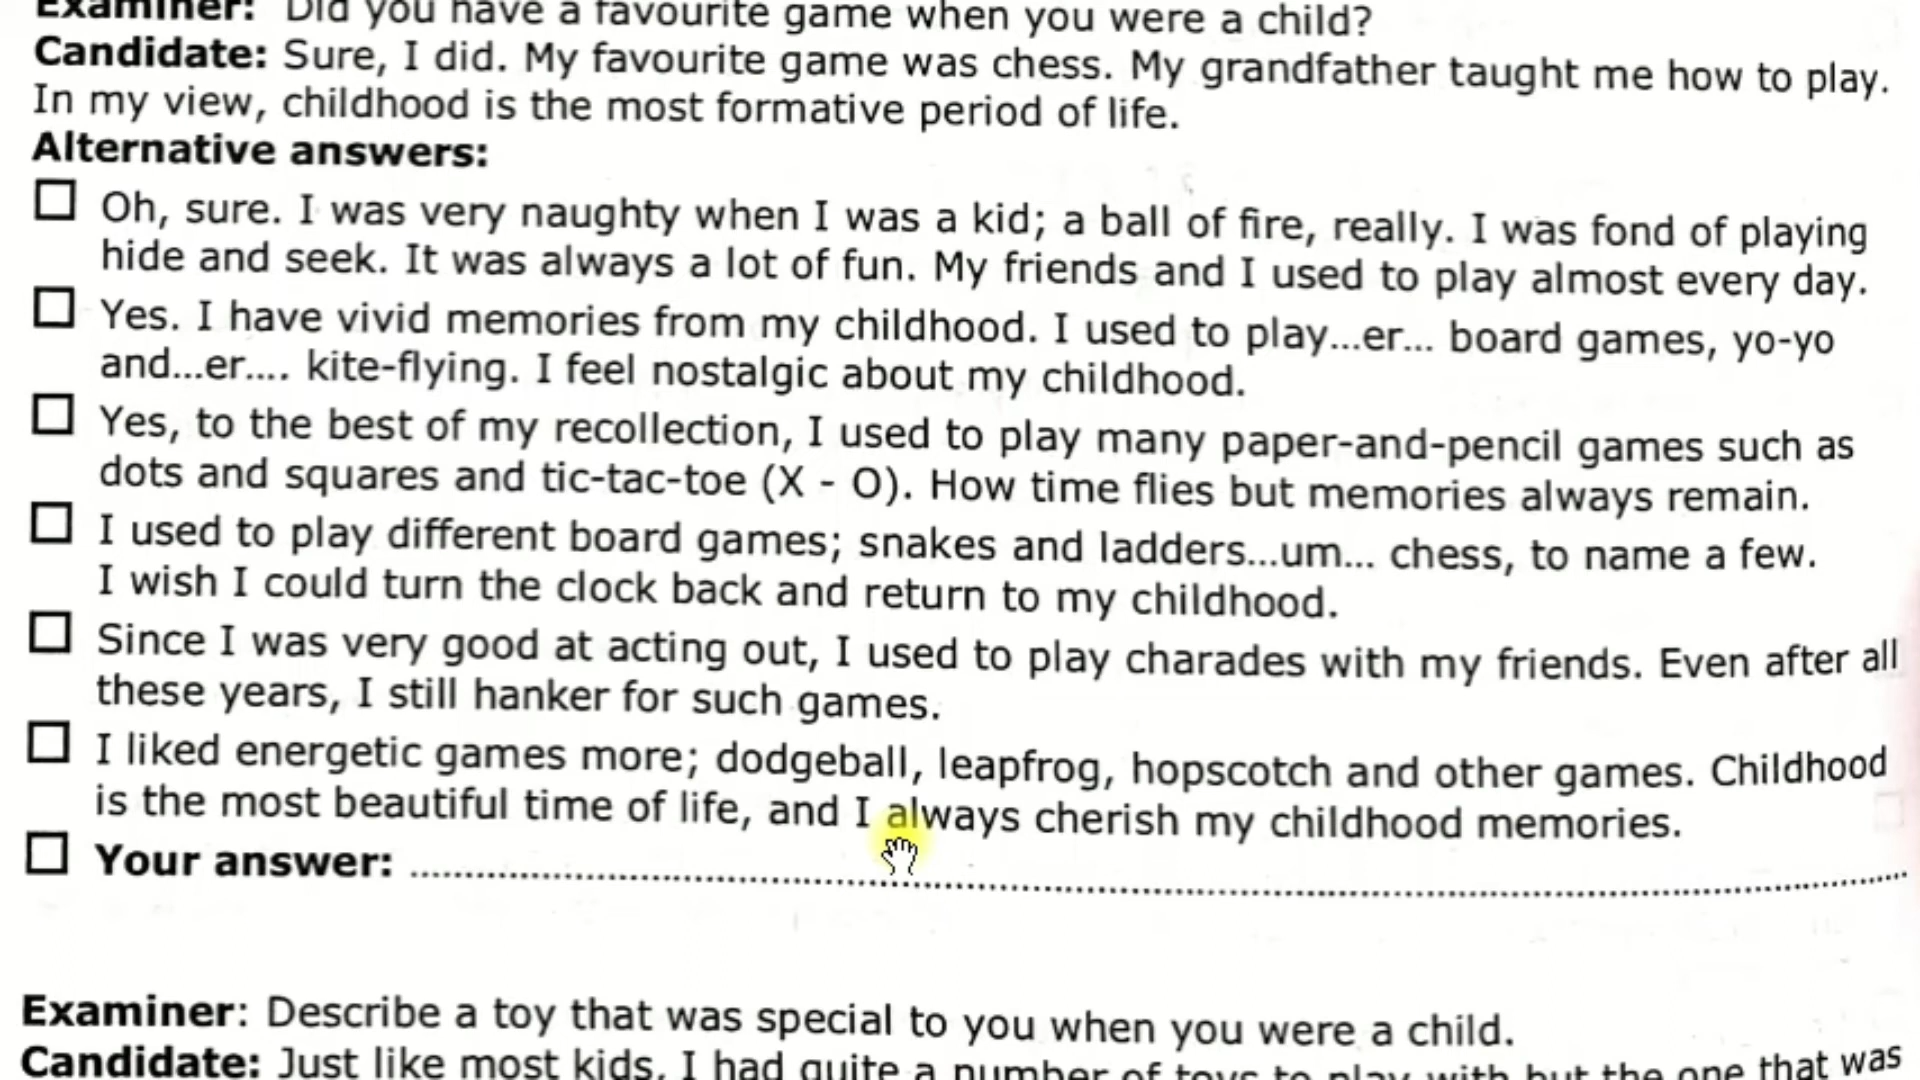 Examiner: Did you have a favourite game when you were a child?
Candidate: Sure, I did. My favourite game was chess. My grandfather taught me how to play.
In my view, childhood is the most formative period of life.
Alternative answers:
Oh, sure. I was very naughty when I was a kid; a ball of fire, really. I was fond of playing
hide and seek. It was always a lot of fun. My friends and I used to play almost every day.
Yes. I have vivid memories from my childhood. I used to play...er... board games, yo-yo
and...er.... kite-flying. I feel nostalgic about my childhood.
Yes, to the best of my recollection, I used to play many paper-and-pencil games such as
dots and squares and tic-tac-toe (X - O). How time flies but memories always remain.
I used to play different board games; snakes and ladders...um... chess, to name a few.
I wish I could turn the clock back and return to my childhood.
Since I was very good at acting out, I used to play charades with my friends. Even after all
these years, I still hanker for such games.
I liked energetic games more; dodgeball, leapfrog, hopscotch and other games. Childhood
is the most beautiful time of life, and I always cherish my childhood memories.
Your answer: ........................................................................
Examiner: Describe a toy that was special to you when you were a child.
Candidate: Just like most kids, I had quite a number of toys to play with but the one that was